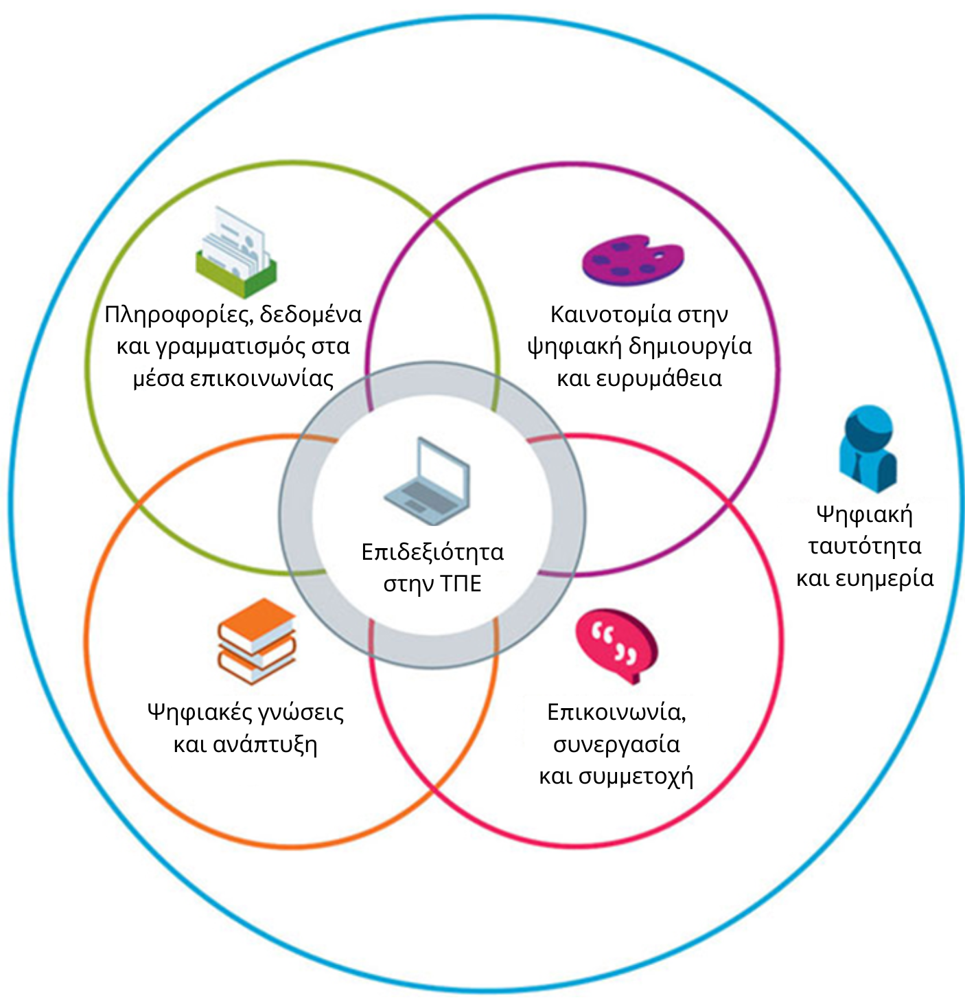 Πληροφορίες, δεδομένα
και γραμματισμός στα
μέσα επικοινωνίας
Καινοτομία στην
ψηφιακή δημιουργία
και ευρυμάθεια
Επιδεξιότητα
στην ΤΠΕ
Ψηφιακή
ταυτότητα
και ευημερία
Ψηφιακές γνώσεις
και ανάπτυξη
Επικοινωνία,
συνεργασία
και συμμετοχή